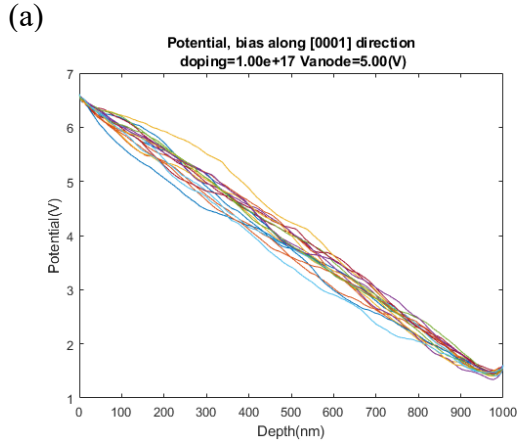 (a)
Potential, bias along [0001] direction
doping=1.00e+17 Vanode=5.00(V)
7
6
5
4
3
2
1
Potential(V)
0 100 200 300 400 500 600 700 800 900 1000
Depth(nm)